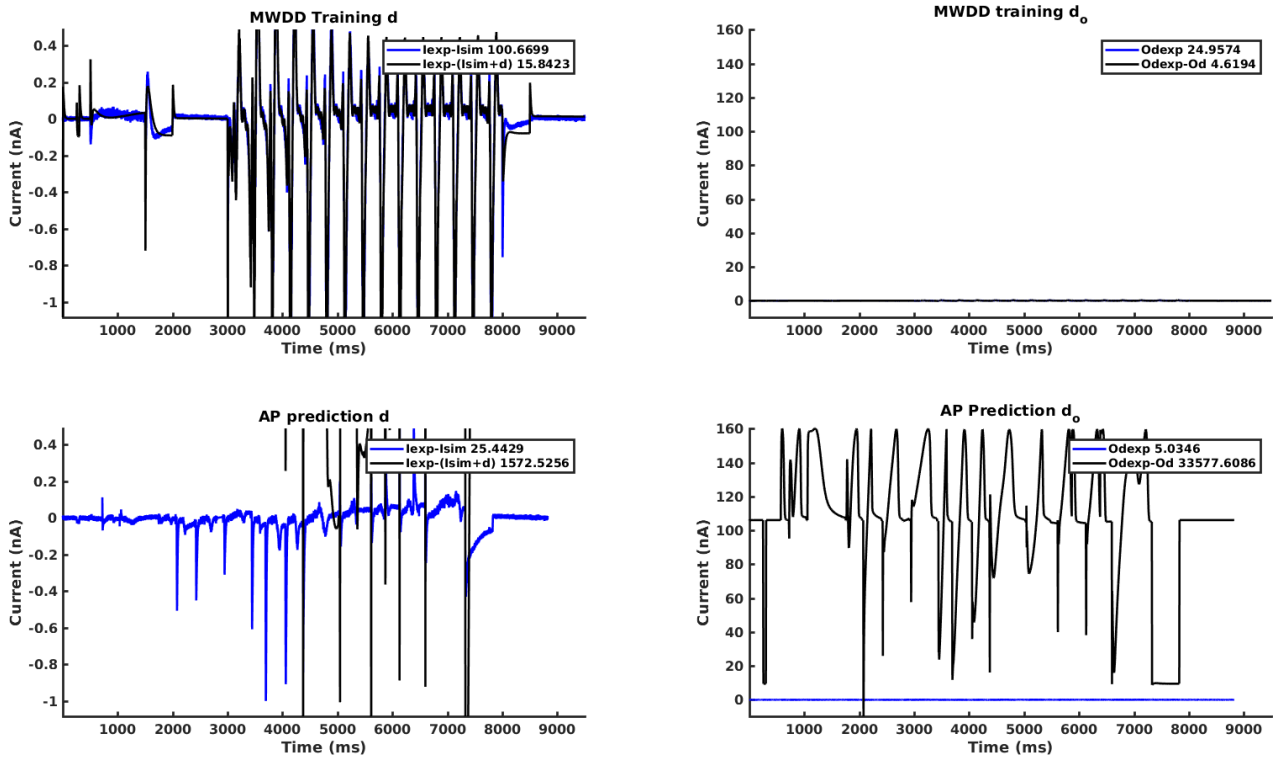 MWDD Training d
Current (nA)
0.4
0.2
0
-0.2
-0.4
-0.6
-0.8
-1
Iexp-Isim 100.6699
Iexp-(Isim+d) 15.8423
1000 2000 3000 4000 5000 6000 7000 8000 9000
Time (ms)
MWDD training do
Current (nA)
160
140
120
100
80
60
40
20
0
Odexp 24.9574
Odexp-Od 4.6194
1000 2000 3000 4000 5000 6000 7000 8000 9000
Time (ms)
AP prediction d
Current (nA)
0.4
0.2
0
-0.2
-0.4
-0.6
-0.8
-1
Iexp-Isim 25.4429
Iexp-(Isim+d) 1572.5256
1000 2000 3000 4000 5000 6000 7000 8000 9000
Time (ms)
AP Prediction do
Current (nA)
160
140
120
100
80
60
40
20
0
Odexp 5.0346
Odexp-Od 33577.6086
1000 2000 3000 4000 5000 6000 7000 8000 9000
Time (ms)